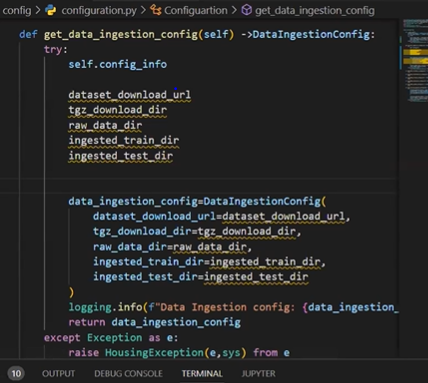 config > configuration.py > Configuartion > get_data_ingestion_config
def get_data_ingestion_config(self) ->DataIngestionConfig:
try:
self.config_info
dataset_download_url
tgz_download_dir
raw_data_dir
ingested_train_dir
ingested_test_dir
data_ingestion_config=DataIngestionConfig(
dataset_download_url=dataset_download_url,
tgz_download_dir=tgz_download_dir,
raw_data_dir=raw_data_dir,
ingested_train_dir=ingested_train_dir,
ingested_test_dir=ingested_test_dir
)
logging.info(f"Data Ingestion config: {data_ingestion_
return data_ingestion_config
except Exception as e:
raise HousingException(e,sys) from e
10 OUTPUT DEBUG CONSOLE TERMINAL JUPYTER